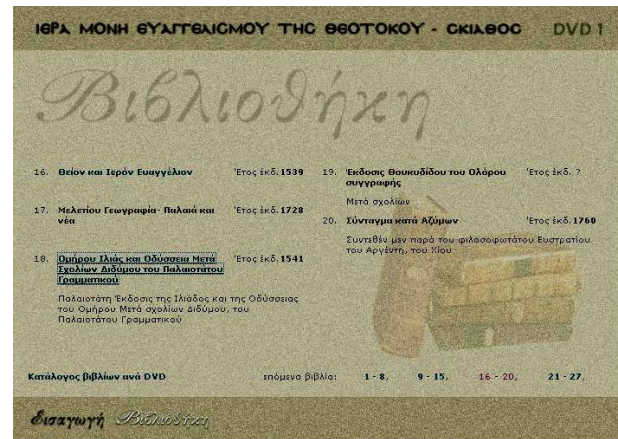 ΙΕΡΑ ΜΟΝΗ ΕΥΑΓΓΕΛΙCΜΟΥ ΤΗC ΘΕΟΤΟΚΟΥ - CΚΙΑΘΟC DVD 1
Βιβλιοθήκη
16. Θείον και Ιερόν Ευαγγέλιον Έτος έκδ. 1539
17. Μελετίου Γεωγραφία- Παλαιά και Έτος έκδ. 1728
νέα
18. Ομήρου Ιλιάς και Οδύσσεια Μετά Έτος έκδ. 1541
Σχολίων Διδύμου του Παλαιοτάτου
Γραμματικού
Παλαιοτάτη Έκδοσις της Ιλιάδος και της Οδύσσειας
του Ομήρου Μετά σχολίων Διδύμου, του
Παλαιοτάτου Γραμματικού
19. Έκδοσις Θουκυδίδου του Ολόρου Έτος έκδ. ?
συγγραφής
Μετά σχολίων
20. Σύνταγμα κατά Αζύμων Έτος έκδ. 1760
Συντεθέν μεν παρά του φιλοσοφωτάτου Ευστρατίου
του Αργέντη, του Χίου
Κατάλογος βιβλίων ανά DVD επόμενα βιβλία: 1 - 8, 9 - 15, 16 - 20, 21 - 27,
Εισαγωγή Βιβλιοθήκη